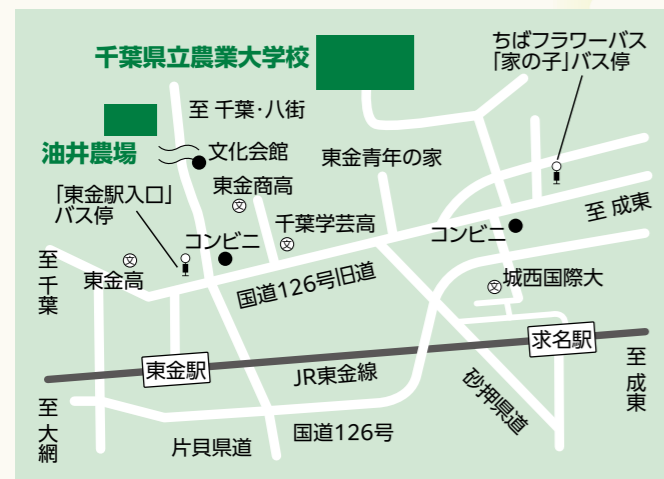 千葉県立農業大学校
ちばフラワーバス
「家の子」バス停
至 千葉・八街
油井農場
文化会館
東金青年の家
「東金駅入口」
バス停
東金商高
文
千葉学芸高
文
コンビニ
コンビニ
至 成東
至千葉
文
東金高
国道126号旧道
文
城西国際大
東金駅
求名駅
JR東金線
至成東
砂押県道
至大網
片貝県道
国道126号